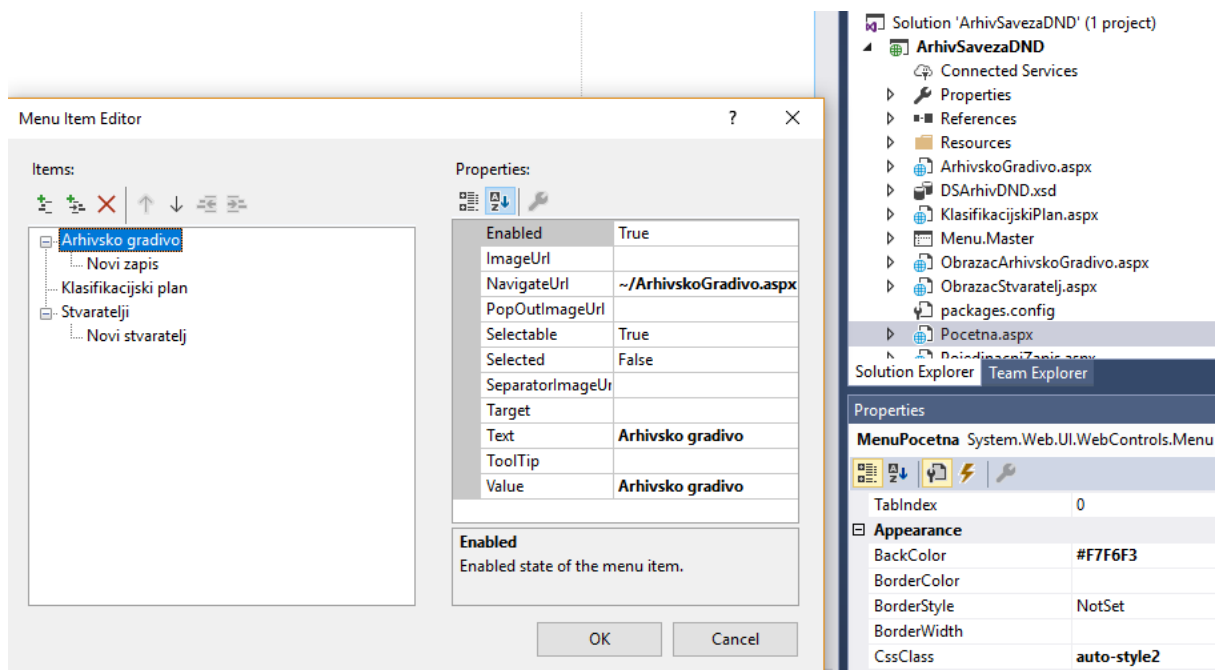 Menu Item Editor
?
Items:
Arhivsko gradivo
Novi zapis
Klasifikacijski plan
Stvaratelji
Novi stvaratelj
Properties:
Enabled True
ImageUrl
NavigateUrl ~/ArhivskoGradivo.aspx
PopOutImageUrl
Selectable True
Selected False
SeparatorImageUr
Target
Text Arhivsko gradivo
ToolTip
Value Arhivsko gradivo
Enabled
Enabled state of the menu item.
OK Cancel
Solution 'ArhivSavezaDND' (1 project)
ArhivSavezaDND
Connected Services
Properties
References
Resources
ArhivskoGradivo.aspx
DSArhivDND.xsd
KlasifikacijskiPlan.aspx
Menu.Master
ObrazacArhivskoGradivo.aspx
ObrazacStvaratelj.aspx
packages.config
Pocetna.aspx
PojedinacniZapis.aspx
Solution Explorer Team Explorer
Properties
MenuPocetna System.Web.UI.WebControls.Menu
TabIndex 0
Appearance
BackColor #F7F6F3
BorderColor
BorderStyle NotSet
BorderWidth
CssClass auto-style2